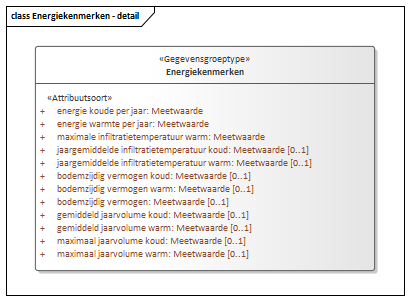 class Energiekenmerken - detail
«Gegevensgroeptype»
Energiekenmerken
«Attribuutsoort»
+ energie koude per jaar: Meetwaarde
+ energie warmte per jaar: Meetwaarde
+ maximale infiltratietemperatuur warm: Meetwaarde
+ jaargemiddelde infiltratietemperatuur koud: Meetwaarde [0..1]
+ jaargemiddelde infiltratietemperatuur warm: Meetwaarde [0..1]
+ bodemzijdig vermogen koud: Meetwaarde [0..1]
+ bodemzijdig vermogen warm: Meetwaarde [0..1]
+ bodemzijdig vermogen: Meetwaarde [0..1]
+ gemiddeld jaarvolume koud: Meetwaarde [0..1]
+ gemiddeld jaarvolume warm: Meetwaarde [0..1]
+ maximaal jaarvolume koud: Meetwaarde [0..1]
+ maximaal jaarvolume warm: Meetwaarde [0..1]